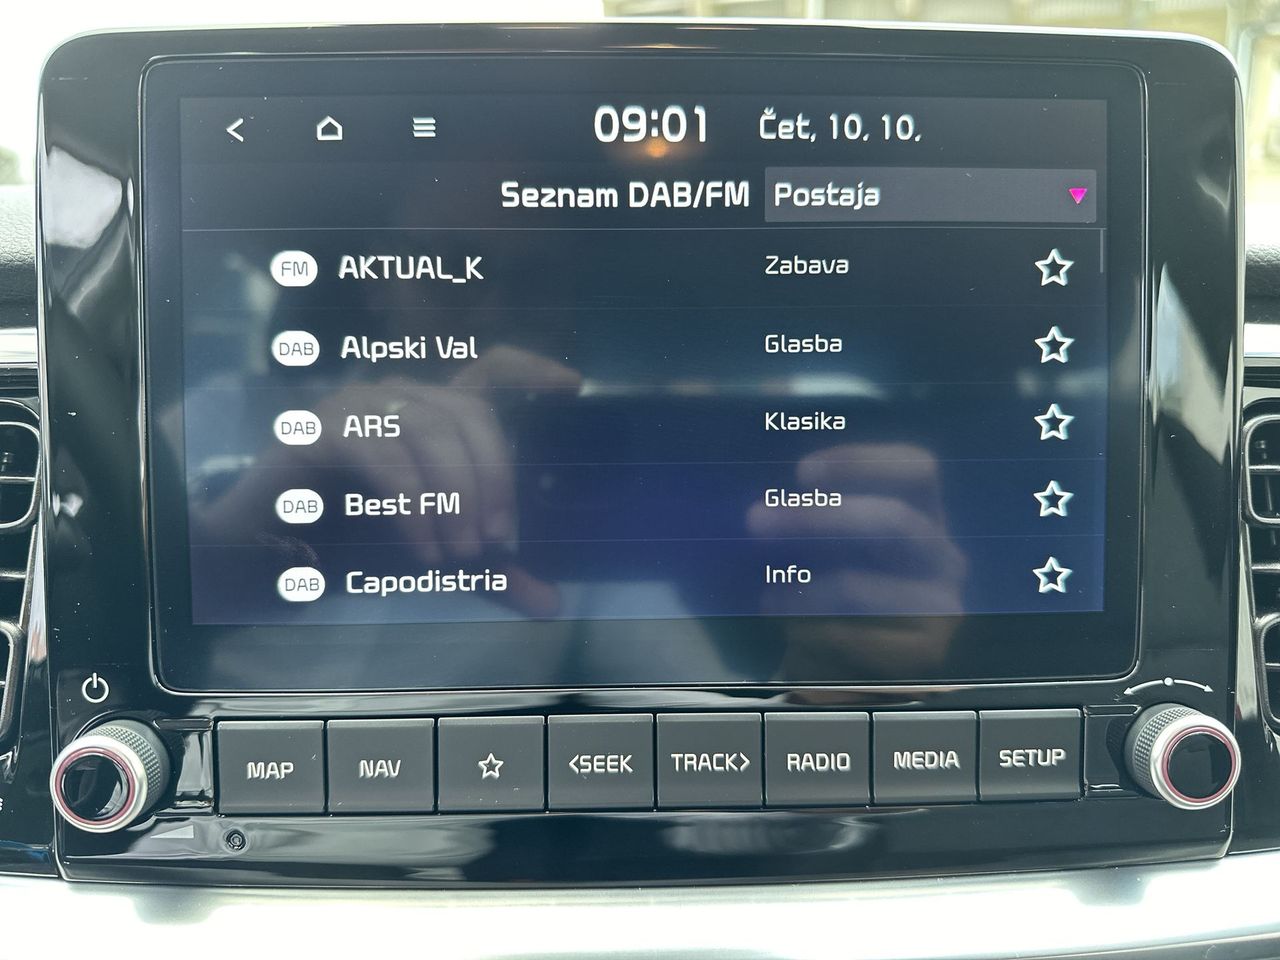 09:01 Čet, 10. 10.
Seznam DAB/FM Postaja
FM AKTUAL_K Zabava
DAB Alpski Val Glasba
DAB ARS Klasika
DAB Best FM Glasba
DAB Capodistria Info
MAP NAV <SEEK TRACK> RADIO MEDIA SETUP